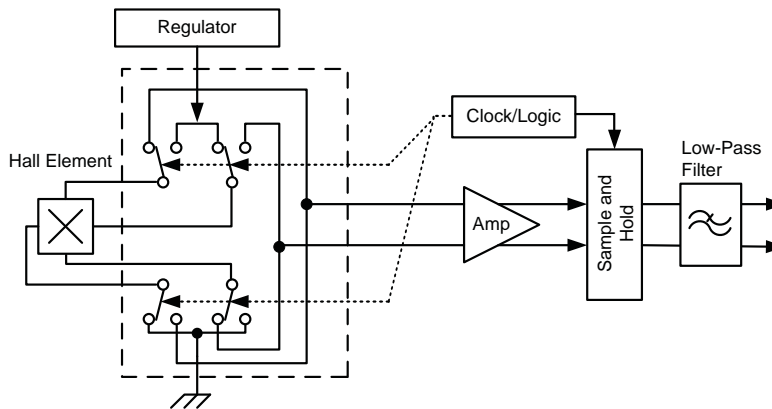 Regulator
Clock/Logic
Hall Element
Low-Pass
Filter
Amp
Sample and
Hold